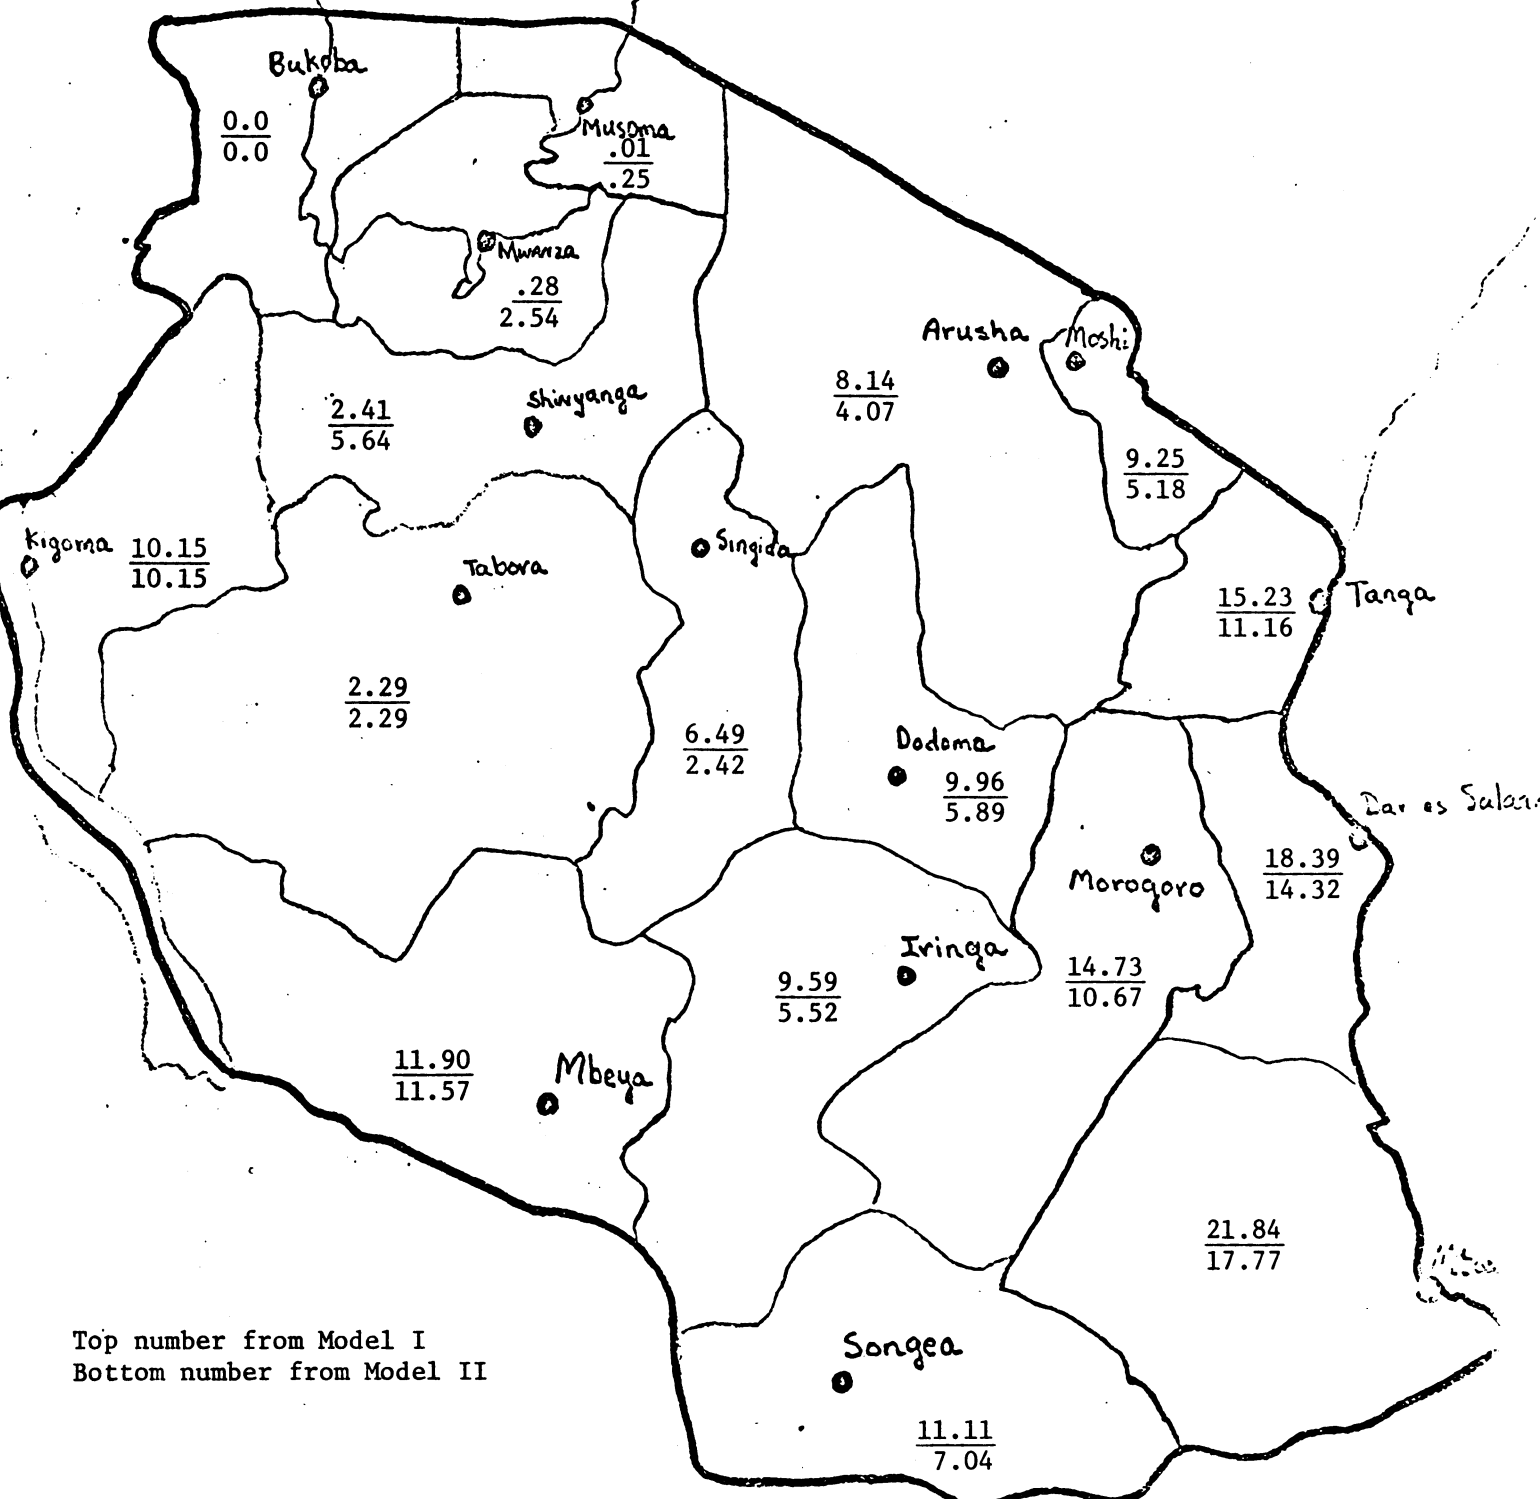 Bukoba
0.0
0.0
Musoma
.01
.25
Mwanza
.28
2.54
Arusha
Moshi
8.14
4.07
Shinyanga
2.41
5.64
9.25
5.18
Kigoma
10.15
10.15
Singida
Tabora
Tanga
15.23
11.16
2.29
2.29
6.49
2.42
Dodoma
9.96
5.89
Dar es Salaam
18.39
14.32
Morogoro
14.73
10.67
Iringa
9.59
5.52
11.90
11.57
Mbeya
21.84
17.77
Top number from Model I
Bottom number from Model II
Songea
11.11
7.04